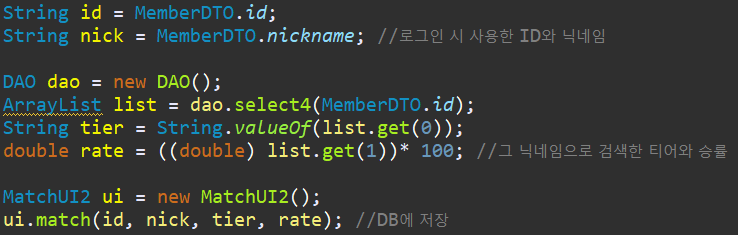 String id = MemberDTO.id;
String nick = MemberDTO.nickname; //로그인 시 사용한 ID와 닉네임
DAO dao = new DAO();
ArrayList list = dao.select4(MemberDTO.id);
String tier = String.valueOf(list.get(0));
double rate = ((double) list.get(1))* 100; //그 닉네임으로 검색한 티어와 승률
MatchUI2 ui = new MatchUI2();
ui.match(id, nick, tier, rate); //DB에 저장